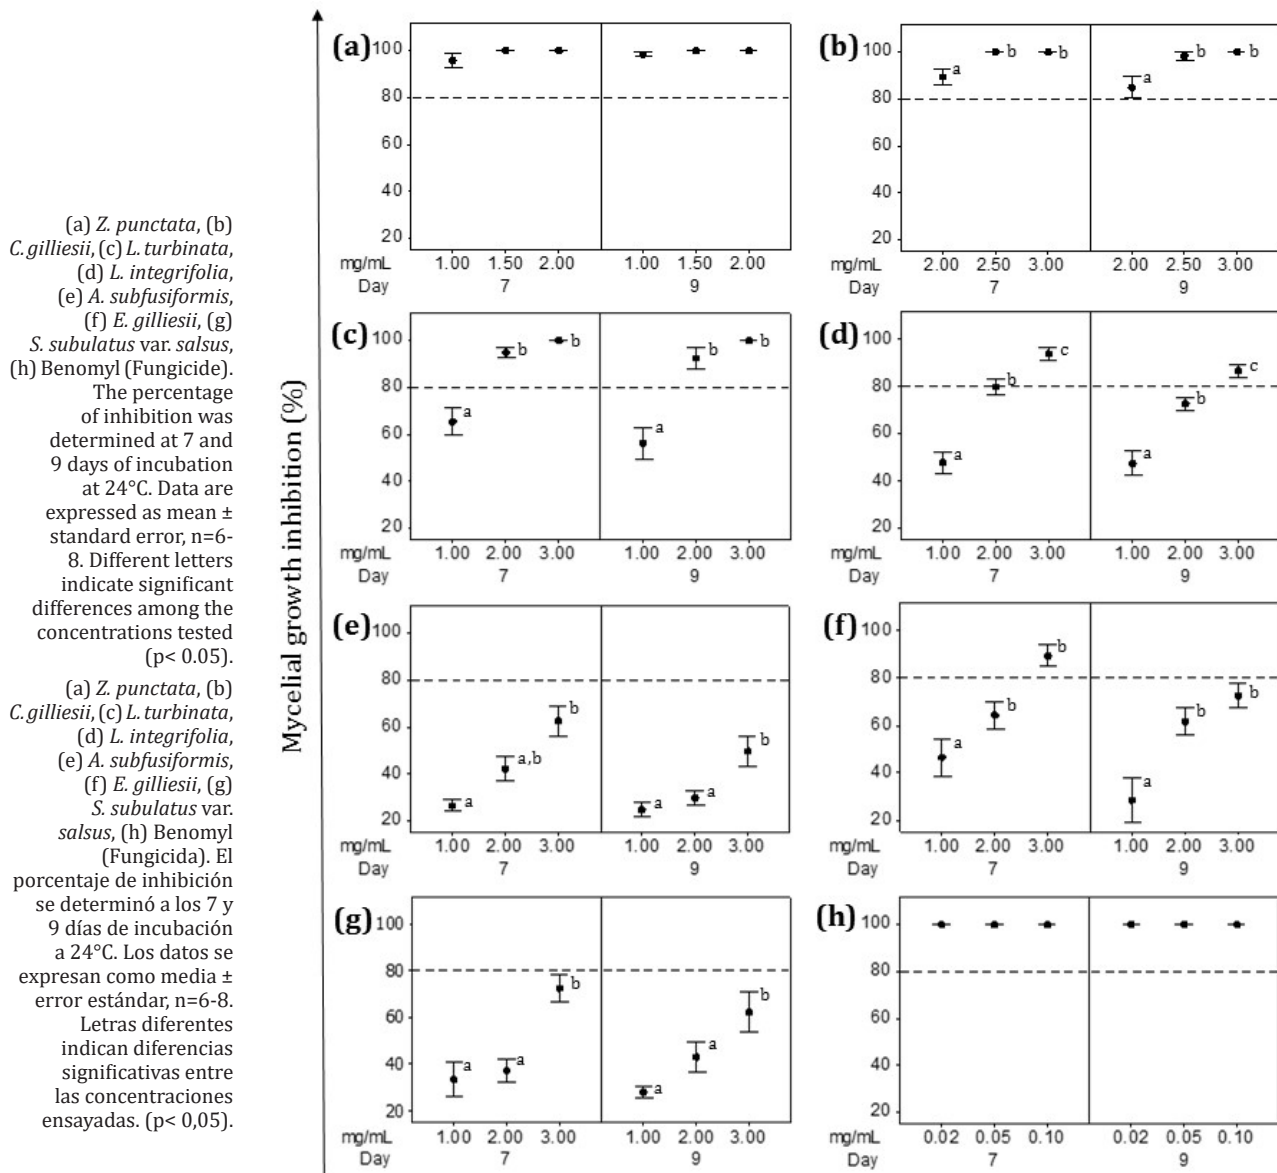 (a) Z. punctata, (b)
C. gilliesii, (c) L. turbinata,
(d) L. integrifolia,
(e) A. subfusiformis,
(f) E. gilliesii, (g)
S. subulatus var. salsus,
(h) Benomyl (Fungicide).
The percentage
of inhibition was
determined at 7 and
9 days of incubation
at 24°C. Data are
expressed as mean ±
standard error, n=6-
8. Different letters
indicate significant
differences among the
concentrations tested
(p< 0.05).
(a) Z. punctata, (b)
C. gilliesii, (c) L. turbinata,
(d) L. integrifolia,
(e) A. subfusiformis,
(f) E. gilliesii, (g)
S. subulatus var.
salsus, (h) Benomyl
(Fungicida). El
porcentaje de inhibición
se determinó a los 7 y
9 días de incubación
a 24°C. Los datos se
expresan como media ±
error estándar, n=6-8.
Letras diferentes
indican diferencias
significativas entre
las concentraciones
ensayadas. (p< 0,05).
Mycelial growth inhibition (%)
(a)
100
80
60
40
20
mg/mL 1.00 1.50 2.00 1.00 1.50 2.00
Day 7 9
(b)
100
80
60
40
20
a b b a b b
mg/mL 2.00 2.50 3.00 2.00 2.50 3.00
Day 7 9
(c)
100
80
60
40
20
a b b a b b
mg/mL 1.00 2.00 3.00 1.00 2.00 3.00
Day 7 9
(d)
100
80
60
40
20
a b c a b c
mg/mL 1.00 2.00 3.00 1.00 2.00 3.00
Day 7 9
(e)
100
80
60
40
20
a a,b b a a b
mg/mL 1.00 2.00 3.00 1.00 2.00 3.00
Day 7 9
(f)
100
80
60
40
20
a b b a b b
mg/mL 1.00 2.00 3.00 1.00 2.00 3.00
Day 7 9
(g)
100
80
60
40
20
a a b a a b
mg/mL 1.00 2.00 3.00 1.00 2.00 3.00
Day 7 9
(h)
100
80
60
40
20
mg/mL 0.02 0.05 0.10 0.02 0.05 0.10
Day 7 9